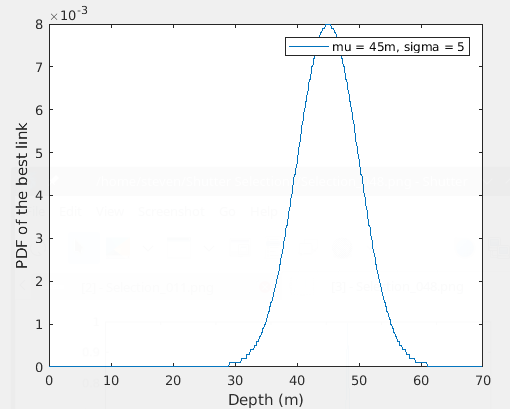 ×10⁻³
mu = 45m, sigma = 5
8
7
6
5
4
3
2
1
0
0 10 20 30 40 50 60 70
PDF of the best link
Depth (m)